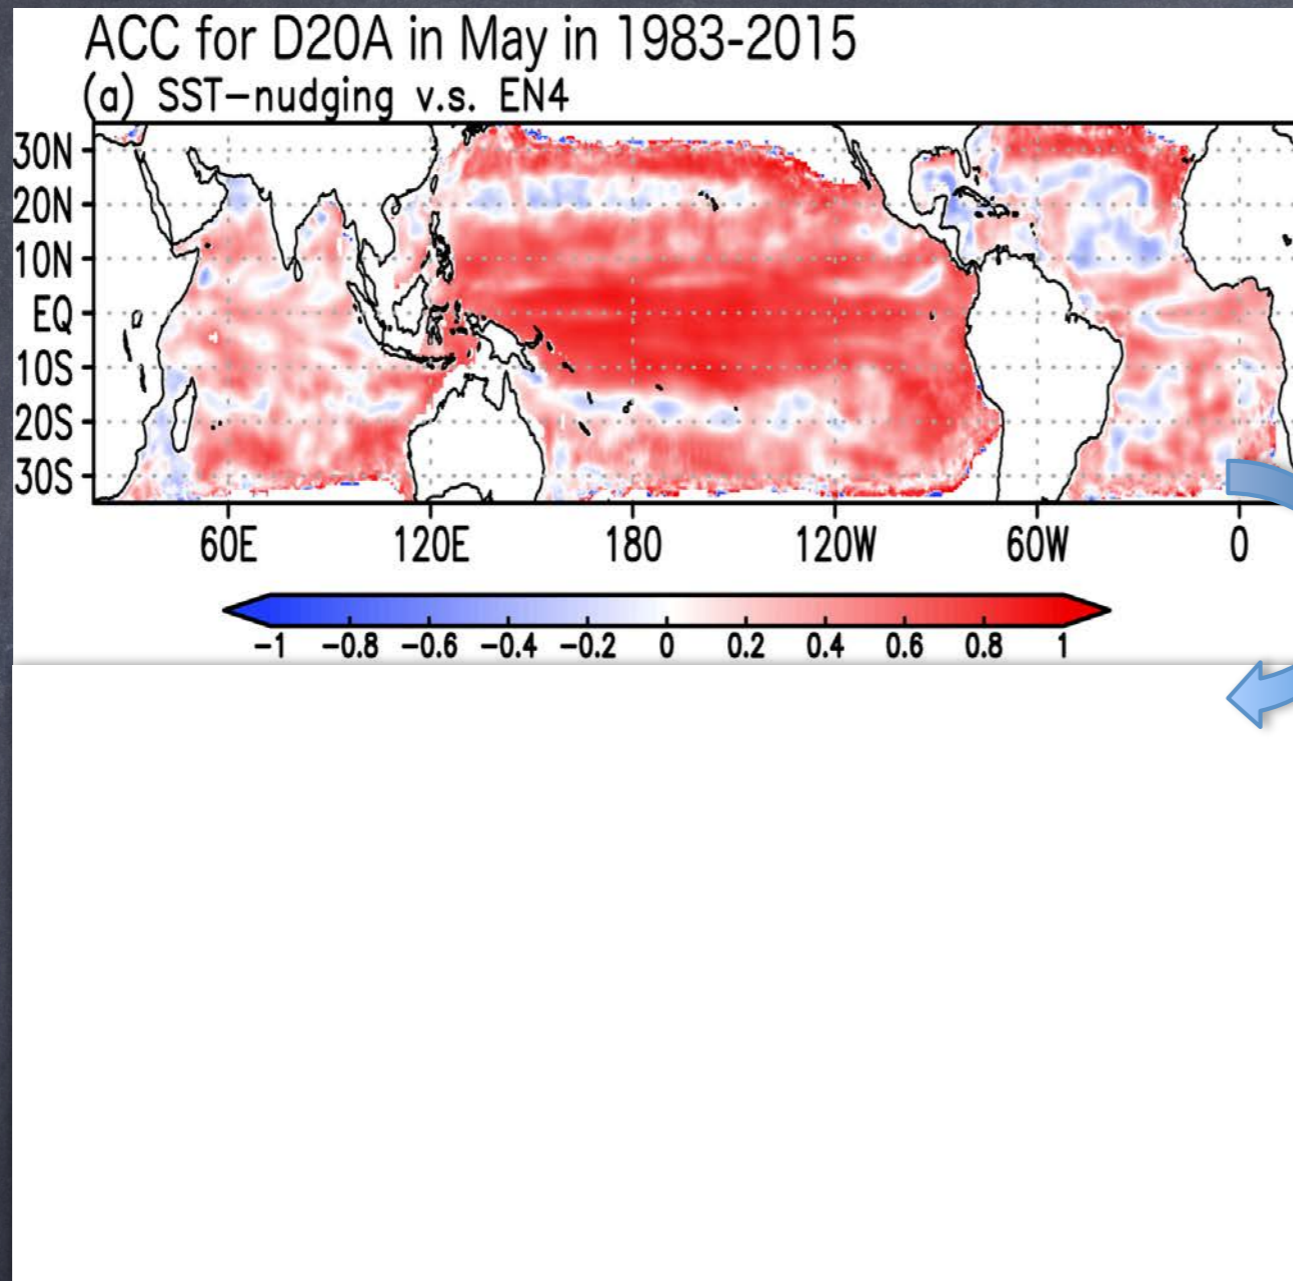 ACC for D20A in May in 1983-2015
(a) SST-nudging v.s. EN4
30N
20N
10N
EQ
10S
20S
30S
60E 120E 180 120W 60W 0
-1 -0.8 -0.6 -0.4 -0.2 0 0.2 0.4 0.6 0.8 1